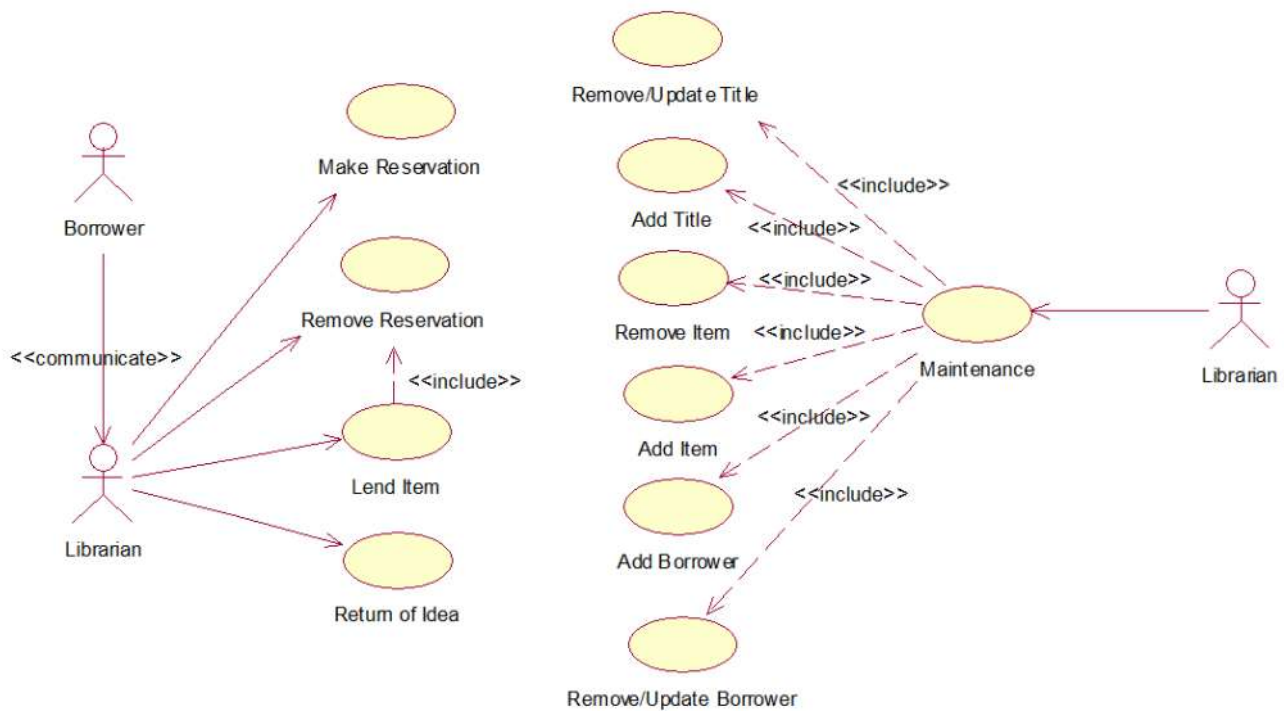 Remove/Update Title
Make Reservation
<<include>>
Borrower
Add Title
<<include>>
<<include>>
Remove Reservation
Remove Item
<<include>>
Maintenance
Librarian
<<communicate>>
<<include>>
<<include>>
Add Item
Lend Item
<<include>>
Librarian
Add Borrower
Return of Idea
Remove/Update Borrower